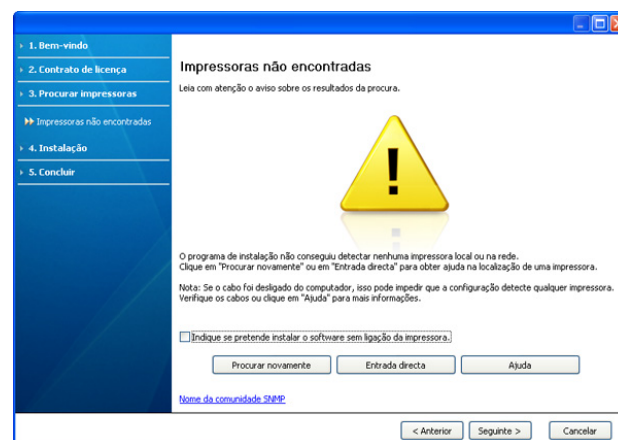 1. Bem-vindo
2. Contrato de licença
3. Procurar impressoras
Impressoras não encontradas
4. Instalação
5. Concluir
Impressoras não encontradas
Leia com atenção o aviso sobre os resultados da procura.
O programa de instalação não conseguiu detectar nenhuma impressora local ou na rede.
Clique em "Procurar novamente" ou em "Entrada directa" para obter ajuda na localização de uma impressora.
Nota: Se o cabo foi desligado do computador, isso pode impedir que a configuração detecte qualquer impressora.
Verifique os cabos ou clique em "Ajuda" para mais informações.
Indique se pretende instalar o software sem ligação da impressora.
Procurar novamente
Entrada directa
Ajuda
Nome da comunidade SNMP
< Anterior
Seguinte >
Cancelar